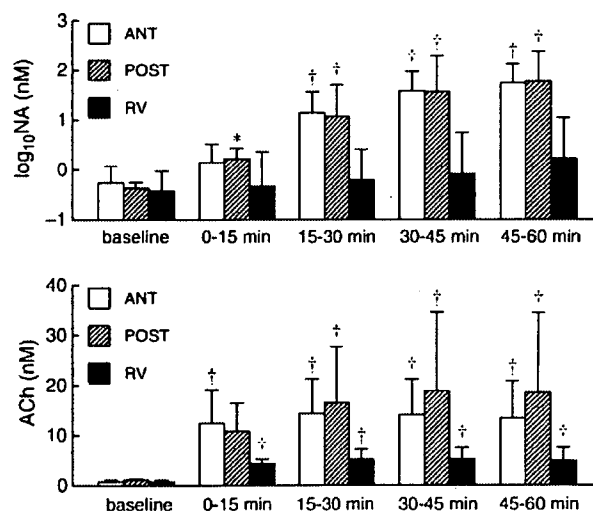 3
ANT
POST
RV
2
1
0
−1
log₁₀NA (nM)
* † † † † † †
baseline 0-15 min 15-30 min 30-45 min 45-60 min
40
ANT
POST
RV
30
20
10
0
ACh (nM)
† † † † † † † † † † †
baseline 0-15 min 15-30 min 30-45 min 45-60 min